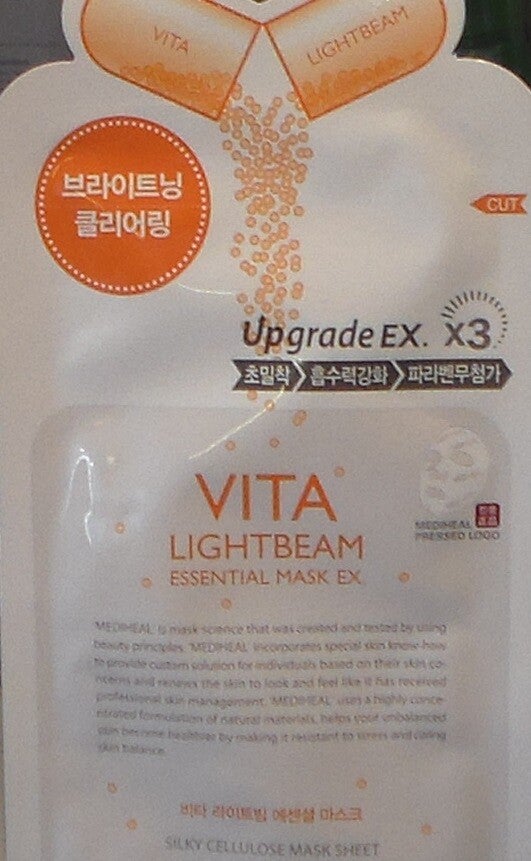 VITA
LIGHTBEAM
브라이트닝
클리어링
CUT
Upgrade EX. X3
초밀착 흡수력강화 파라벤무첨가
VITA
LIGHTBEAM
ESSENTIAL MASK EX.
MEDIHEAL
PRESSED LOGO
'MEDIHEAL' is mask science that was created and tested by using
beauty principles. 'MEDIHEAL' incorporates special skin know-how
to provide custom solution for individuals based on their skin co-
ncerns and renews the skin to look and feel like it has received
professional skin management. 'MEDIHEAL' uses a highly conce-
ntrated formulation of natural materials, helps your unbalanced
skin become healthier by making it resistant to stress and caring
skin balance.
비타 라이트빔 에센셜 마스크
SILKY CELLULOSE MASK SHEET